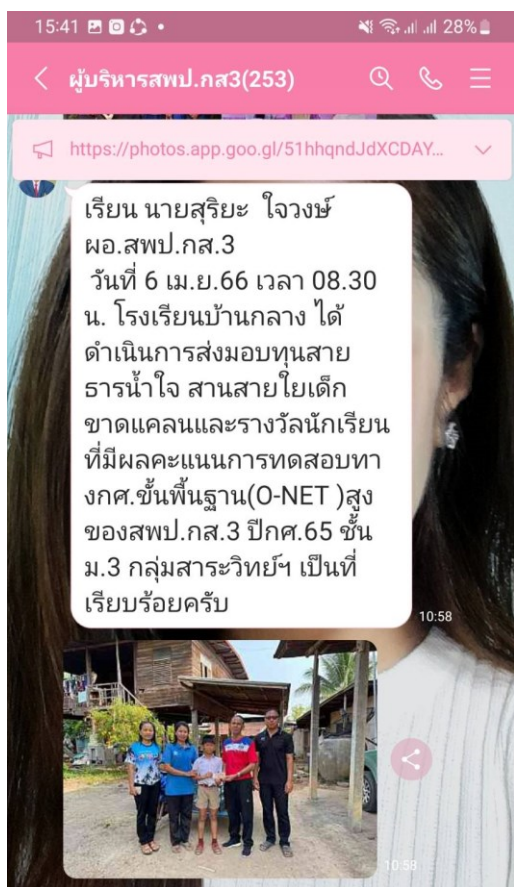 15:41
28%
ผู้บริหารสพป.กส3(253)
https://photos.app.goo.gl/51hhqndJdXCDAY...
เรียน นายสุริยะ ใจวงษ์
ผอ.สพป.กส.3
วันที่ 6 เม.ย.66 เวลา 08.30
น. โรงเรียนบ้านกลาง ได้
ดำเนินการส่งมอบทุนสาย
ธารน้ำใจ สานสายใยเด็ก
ขาดแคลนและรางวัลนักเรียน
ที่มีผลคะแนนการทดสอบทา
งกศ.ขั้นพื้นฐาน(O-NET )สูง
ของสพป.กส.3 ปีกศ.65 ชั้น
ม.3 กลุ่มสาระวิทย์ฯ เป็นที่
เรียบร้อยครับ
10:58
10:58